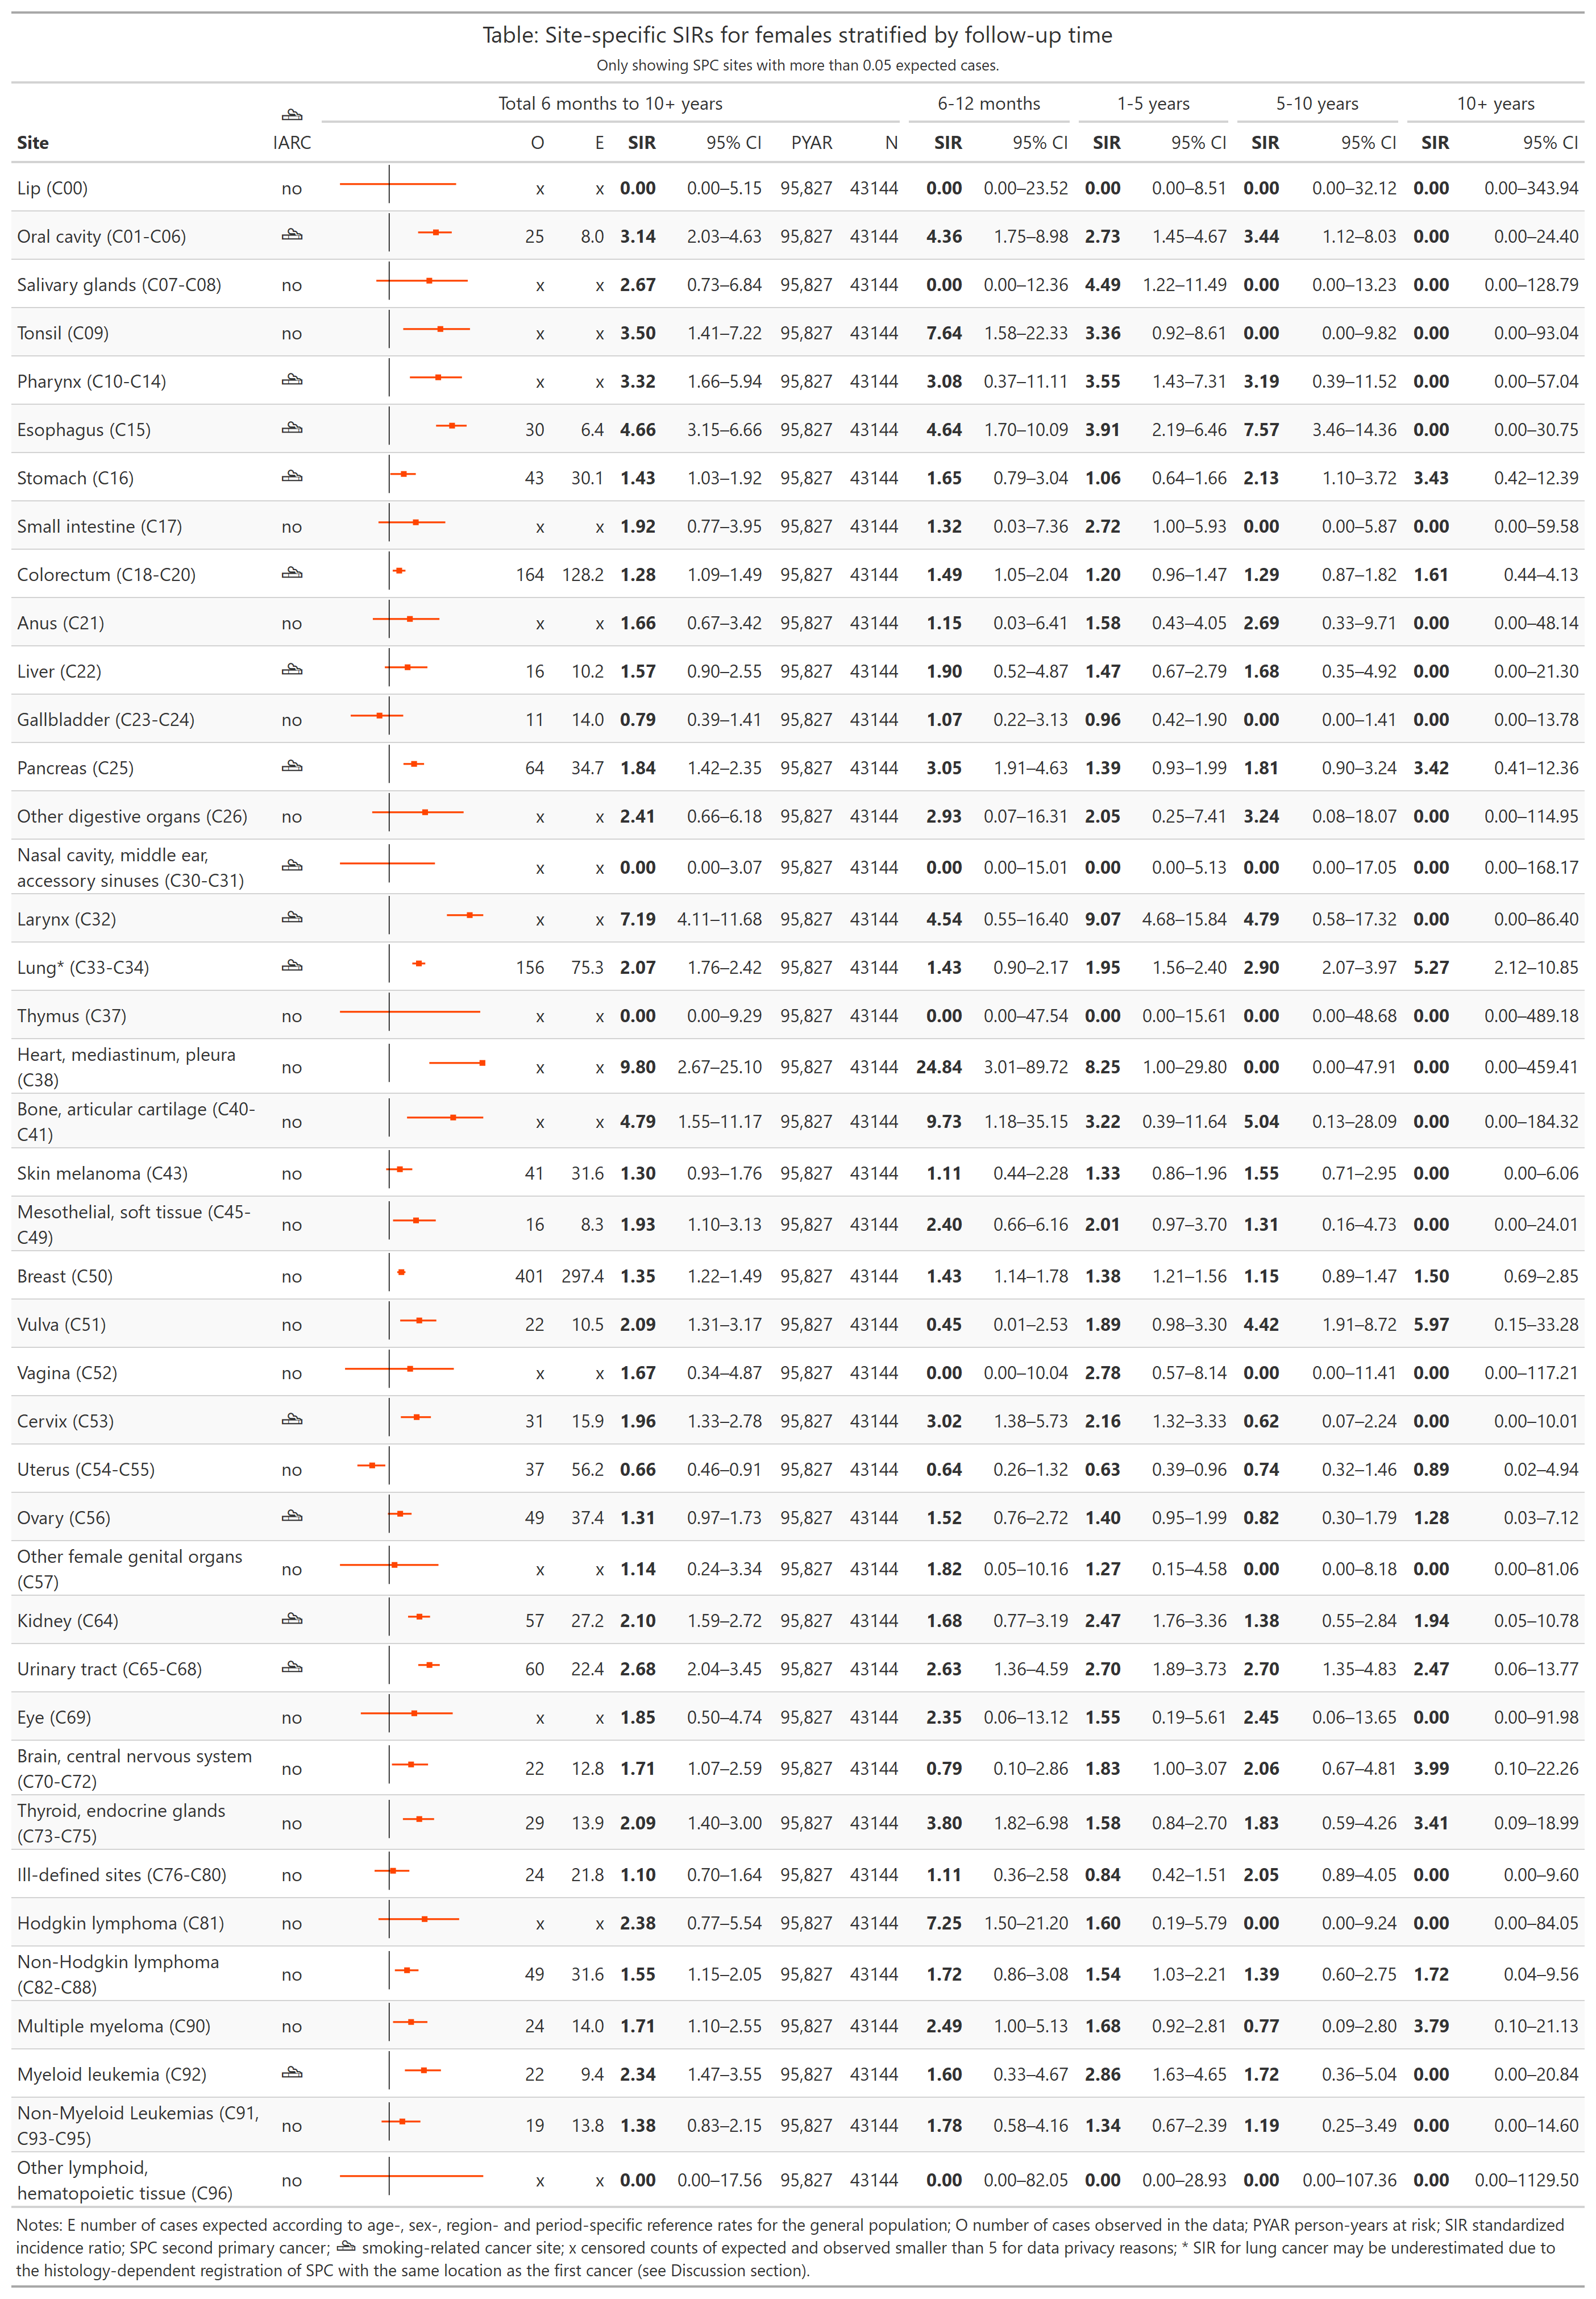 Table: Site-specific SIRs for females stratified by follow-up time
Only showing SPC sites with more than 0.05 expected cases.
Total 6 months to 10+ years 6-12 months 1-5 years 5-10 years 10+ years
Site IARC O E SIR 95% CI PYAR N SIR 95% CI SIR 95% CI SIR 95% CI SIR 95% CI
Lip (C00) no x x 0.00 0.00–5.15 95,827 43144 0.00 0.00–23.52 0.00 0.00–8.51 0.00 0.00–32.12 0.00 0.00–343.94
Oral cavity (C01-C06) 25 8.0 3.14 2.03–4.63 95,827 43144 4.36 1.75–8.98 2.73 1.45–4.67 3.44 1.12–8.03 0.00 0.00–24.40
Salivary glands (C07-C08) no x x 2.67 0.73–6.84 95,827 43144 0.00 0.00–12.36 4.49 1.22–11.49 0.00 0.00–13.23 0.00 0.00–128.79
Tonsil (C09) no x x 3.50 1.41–7.22 95,827 43144 7.64 1.58–22.33 3.36 0.92–8.61 0.00 0.00–9.82 0.00 0.00–93.04
Pharynx (C10-C14) x x 3.32 1.66–5.94 95,827 43144 3.08 0.37–11.11 3.55 1.43–7.31 3.19 0.39–11.52 0.00 0.00–57.04
Esophagus (C15) 30 6.4 4.66 3.15–6.66 95,827 43144 4.64 1.70–10.09 3.91 2.19–6.46 7.57 3.46–14.36 0.00 0.00–30.75
Stomach (C16) 43 30.1 1.43 1.03–1.92 95,827 43144 1.65 0.79–3.04 1.06 0.64–1.66 2.13 1.10–3.72 3.43 0.42–12.39
Small intestine (C17) no x x 1.92 0.77–3.95 95,827 43144 1.32 0.03–7.36 2.72 1.00–5.93 0.00 0.00–5.87 0.00 0.00–59.58
Colorectum (C18-C20) 164 128.2 1.28 1.09–1.49 95,827 43144 1.49 1.05–2.04 1.20 0.96–1.47 1.29 0.87–1.82 1.61 0.44–4.13
Anus (C21) no x x 1.66 0.67–3.42 95,827 43144 1.15 0.03–6.41 1.58 0.43–4.05 2.69 0.33–9.71 0.00 0.00–48.14
Liver (C22) 16 10.2 1.57 0.90–2.55 95,827 43144 1.90 0.52–4.87 1.47 0.67–2.79 1.68 0.35–4.92 0.00 0.00–21.30
Gallbladder (C23-C24) no 11 14.0 0.79 0.39–1.41 95,827 43144 1.07 0.22–3.13 0.96 0.42–1.90 0.00 0.00–1.41 0.00 0.00–13.78
Pancreas (C25) 64 34.7 1.84 1.42–2.35 95,827 43144 3.05 1.91–4.63 1.39 0.93–1.99 1.81 0.90–3.24 3.42 0.41–12.36
Other digestive organs (C26) no x x 2.41 0.66–6.18 95,827 43144 2.93 0.07–16.31 2.05 0.25–7.41 3.24 0.08–18.07 0.00 0.00–114.95
Nasal cavity, middle ear,
accessory sinuses (C30-C31) x x 0.00 0.00–3.07 95,827 43144 0.00 0.00–15.01 0.00 0.00–5.13 0.00 0.00–17.05 0.00 0.00–168.17
Larynx (C32) x x 7.19 4.11–11.68 95,827 43144 4.54 0.55–16.40 9.07 4.68–15.84 4.79 0.58–17.32 0.00 0.00–86.40
Lung* (C33-C34) 156 75.3 2.07 1.76–2.42 95,827 43144 1.43 0.90–2.17 1.95 1.56–2.40 2.90 2.07–3.97 5.27 2.12–10.85
Thymus (C37) no x x 0.00 0.00–9.29 95,827 43144 0.00 0.00–47.54 0.00 0.00–15.61 0.00 0.00–48.68 0.00 0.00–489.18
Heart, mediastinum, pleura
(C38) no x x 9.80 2.67–25.10 95,827 43144 24.84 3.01–89.72 8.25 1.00–29.80 0.00 0.00–47.91 0.00 0.00–459.41
Bone, articular cartilage (C40-
C41) no x x 4.79 1.55–11.17 95,827 43144 9.73 1.18–35.15 3.22 0.39–11.64 5.04 0.13–28.09 0.00 0.00–184.32
Skin melanoma (C43) no 41 31.6 1.30 0.93–1.76 95,827 43144 1.11 0.44–2.28 1.33 0.86–1.96 1.55 0.71–2.95 0.00 0.00–6.06
Mesothelial, soft tissue (C45-
C49) no 16 8.3 1.93 1.10–3.13 95,827 43144 2.40 0.66–6.16 2.01 0.97–3.70 1.31 0.16–4.73 0.00 0.00–24.01
Breast (C50) no 401 297.4 1.35 1.22–1.49 95,827 43144 1.43 1.14–1.78 1.38 1.21–1.56 1.15 0.89–1.47 1.50 0.69–2.85
Vulva (C51) no 22 10.5 2.09 1.31–3.17 95,827 43144 0.45 0.01–2.53 1.89 0.98–3.30 4.42 1.91–8.72 5.97 0.15–33.28
Vagina (C52) no x x 1.67 0.34–4.87 95,827 43144 0.00 0.00–10.04 2.78 0.57–8.14 0.00 0.00–11.41 0.00 0.00–117.21
Cervix (C53) 31 15.9 1.96 1.33–2.78 95,827 43144 3.02 1.38–5.73 2.16 1.32–3.33 0.62 0.07–2.24 0.00 0.00–10.01
Uterus (C54-C55) no 37 56.2 0.66 0.46–0.91 95,827 43144 0.64 0.26–1.32 0.63 0.39–0.96 0.74 0.32–1.46 0.89 0.02–4.94
Ovary (C56) 49 37.4 1.31 0.97–1.73 95,827 43144 1.52 0.76–2.72 1.40 0.95–1.99 0.82 0.30–1.79 1.28 0.03–7.12
Other female genital organs
(C57) no x x 1.14 0.24–3.34 95,827 43144 1.82 0.05–10.16 1.27 0.15–4.58 0.00 0.00–8.18 0.00 0.00–81.06
Kidney (C64) 57 27.2 2.10 1.59–2.72 95,827 43144 1.68 0.77–3.19 2.47 1.76–3.36 1.38 0.55–2.84 1.94 0.05–10.78
Urinary tract (C65-C68) 60 22.4 2.68 2.04–3.45 95,827 43144 2.63 1.36–4.59 2.70 1.89–3.73 2.70 1.35–4.83 2.47 0.06–13.77
Eye (C69) no x x 1.85 0.50–4.74 95,827 43144 2.35 0.06–13.12 1.55 0.19–5.61 2.45 0.06–13.65 0.00 0.00–91.98
Brain, central nervous system
(C70-C72) no 22 12.8 1.71 1.07–2.59 95,827 43144 0.79 0.10–2.86 1.83 1.00–3.07 2.06 0.67–4.81 3.99 0.10–22.26
Thyroid, endocrine glands
(C73-C75) no 29 13.9 2.09 1.40–3.00 95,827 43144 3.80 1.82–6.98 1.58 0.84–2.70 1.83 0.59–4.26 3.41 0.09–18.99
Ill-defined sites (C76-C80) no 24 21.8 1.10 0.70–1.64 95,827 43144 1.11 0.36–2.58 0.84 0.42–1.51 2.05 0.89–4.05 0.00 0.00–9.60
Hodgkin lymphoma (C81) no x x 2.38 0.77–5.54 95,827 43144 7.25 1.50–21.20 1.60 0.19–5.79 0.00 0.00–9.24 0.00 0.00–84.05
Non-Hodgkin lymphoma
(C82-C88) no 49 31.6 1.55 1.15–2.05 95,827 43144 1.72 0.86–3.08 1.54 1.03–2.21 1.39 0.60–2.75 1.72 0.04–9.56
Multiple myeloma (C90) no 24 14.0 1.71 1.10–2.55 95,827 43144 2.49 1.00–5.13 1.68 0.92–2.81 0.77 0.09–2.80 3.79 0.10–21.13
Myeloid leukemia (C92) 22 9.4 2.34 1.47–3.55 95,827 43144 1.60 0.33–4.67 2.86 1.63–4.65 1.72 0.36–5.04 0.00 0.00–20.84
Non-Myeloid Leukemias (C91,
C93-C95) no 19 13.8 1.38 0.83–2.15 95,827 43144 1.78 0.58–4.16 1.34 0.67–2.39 1.19 0.25–3.49 0.00 0.00–14.60
Other lymphoid,
hematopoietic tissue (C96) no x x 0.00 0.00–17.56 95,827 43144 0.00 0.00–82.05 0.00 0.00–28.93 0.00 0.00–107.36 0.00 0.00–1129.50
Notes: E number of cases expected according to age-, sex-, region- and period-specific reference rates for the general population; O number of cases observed in the data; PYAR person-years at risk; SIR standardized
incidence ratio; SPC second primary cancer; smoking-related cancer site; x censored counts of expected and observed smaller than 5 for data privacy reasons; * SIR for lung cancer may be underestimated due to
the histology-dependent registration of SPC with the same location as the first cancer (see Discussion section).